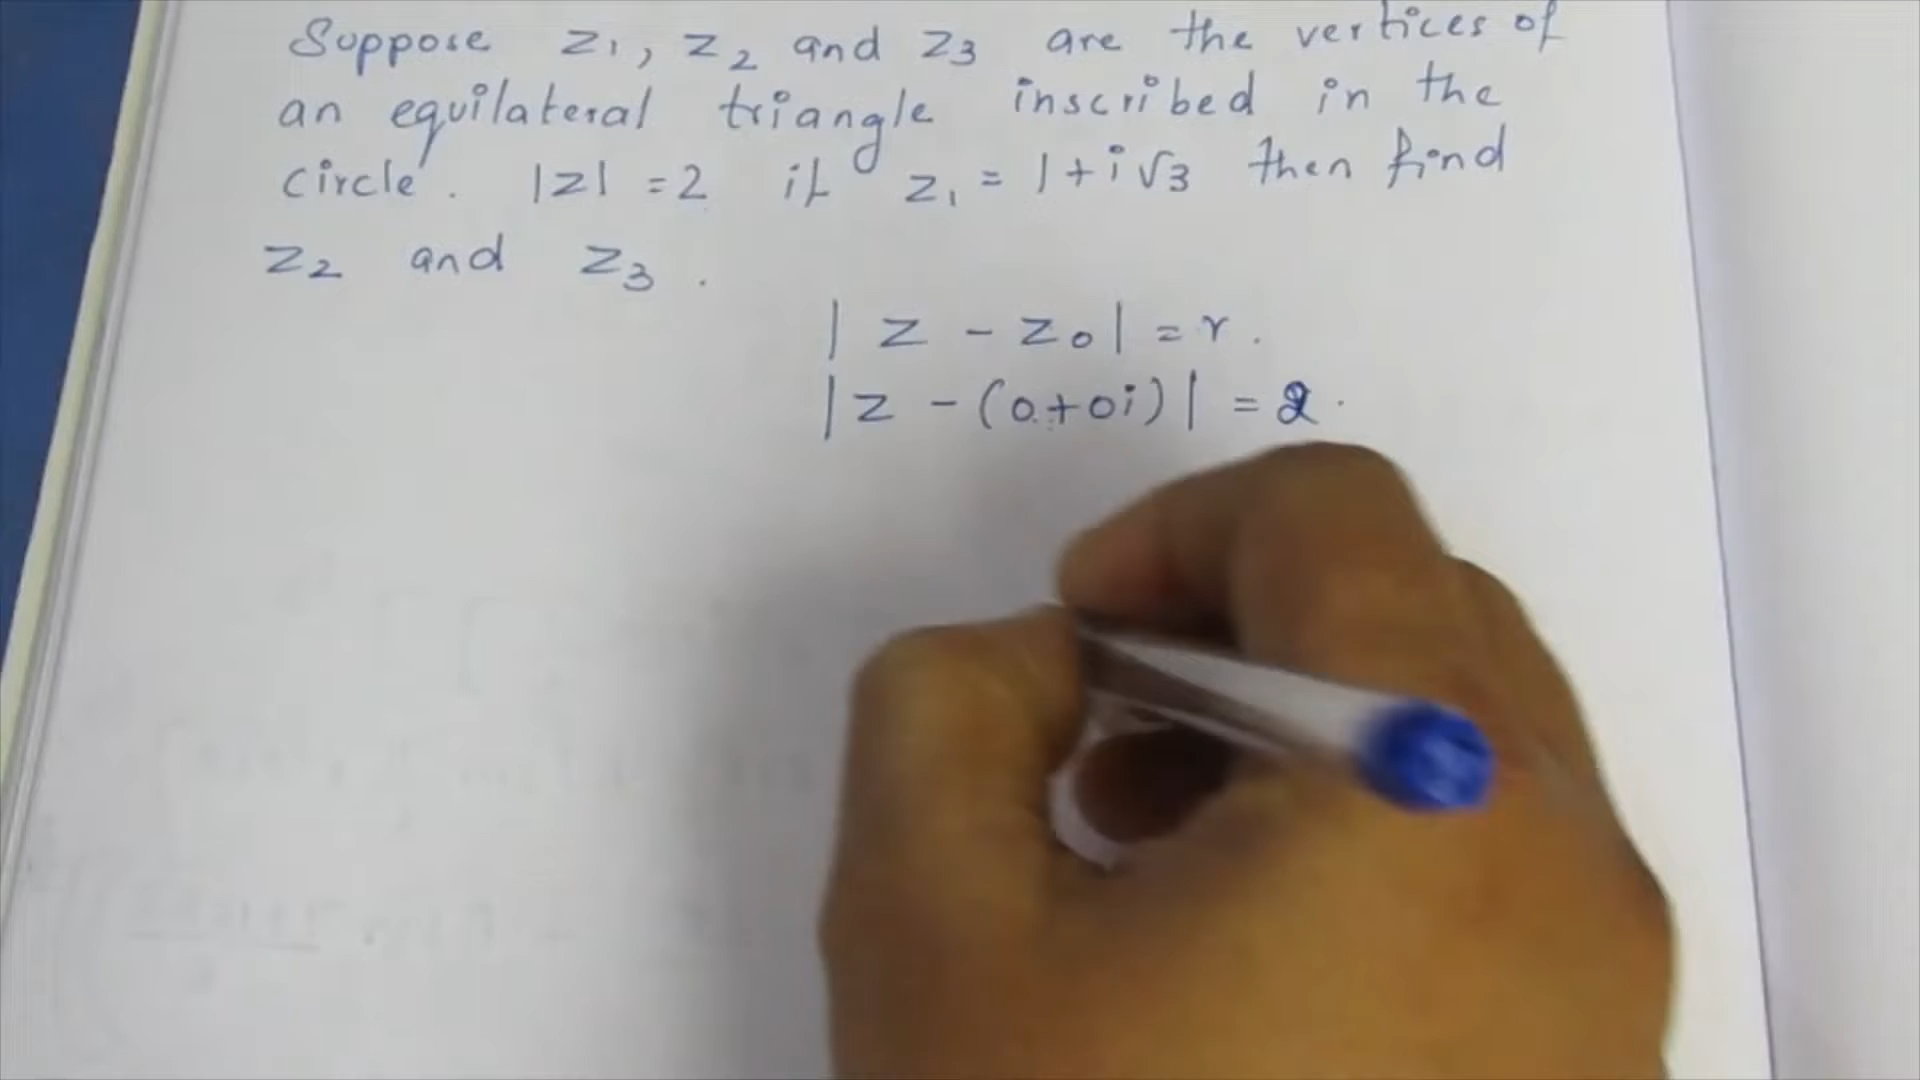 Suppose z₁, z₂ and z₃ are the vertices of
an equilateral triangle inscribed in the
circle. |z| = 2 if z₁ = 1+i√3 then find
z₂ and z₃.
|z - z₀| = r.
|z - (0+0i)| = 2.